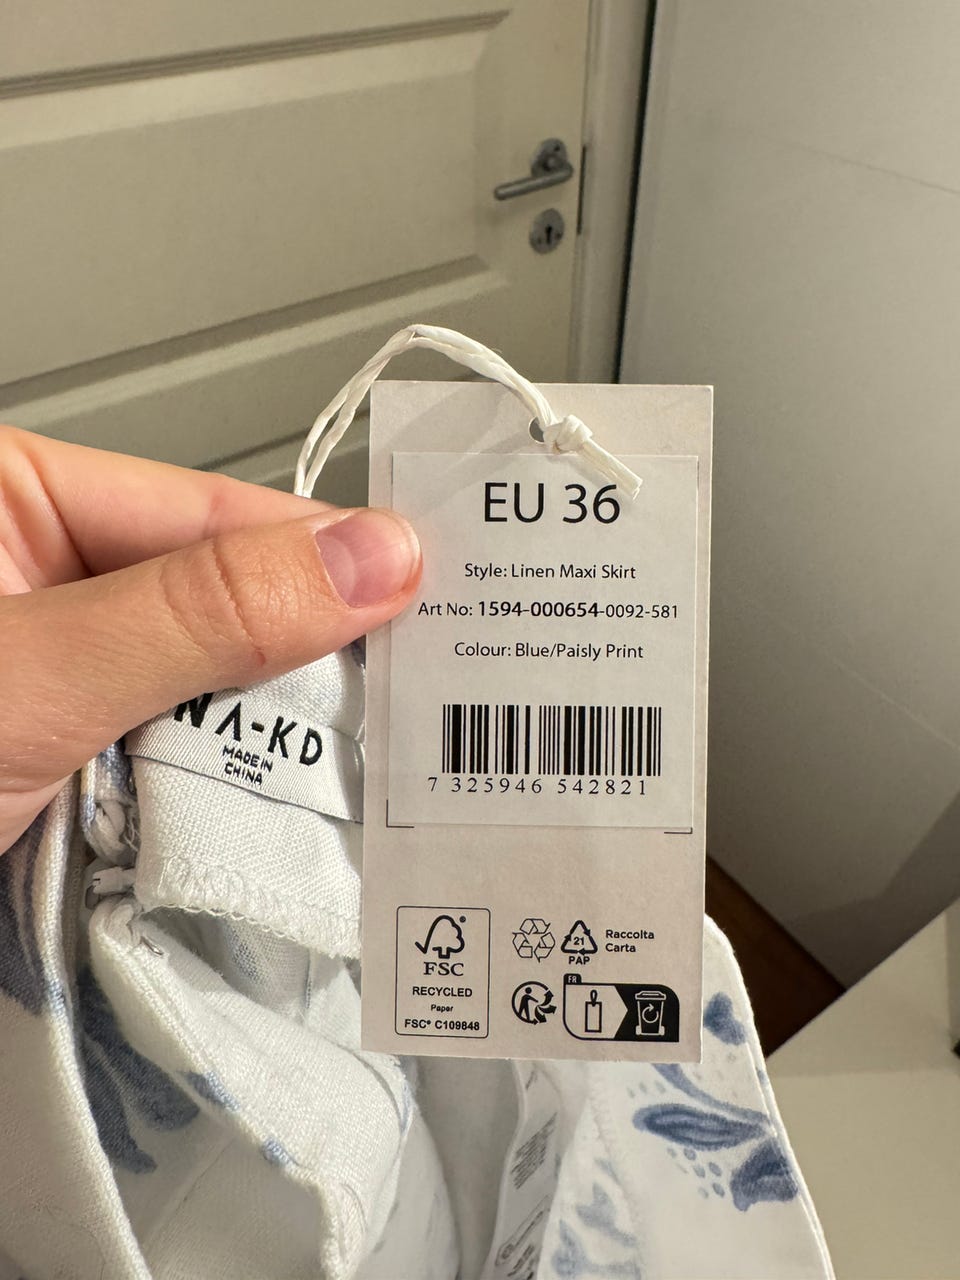 EU 36
Style: Linen Maxi Skirt
Art No: 1594-000654-0092-581
Colour: Blue/Paisly Print
7 325946 542821
NA-KD
MADE IN
CHINA
FSC
RECYCLED
Paper
FSC® C109848
21
PAP
Raccolta
Carta
FR